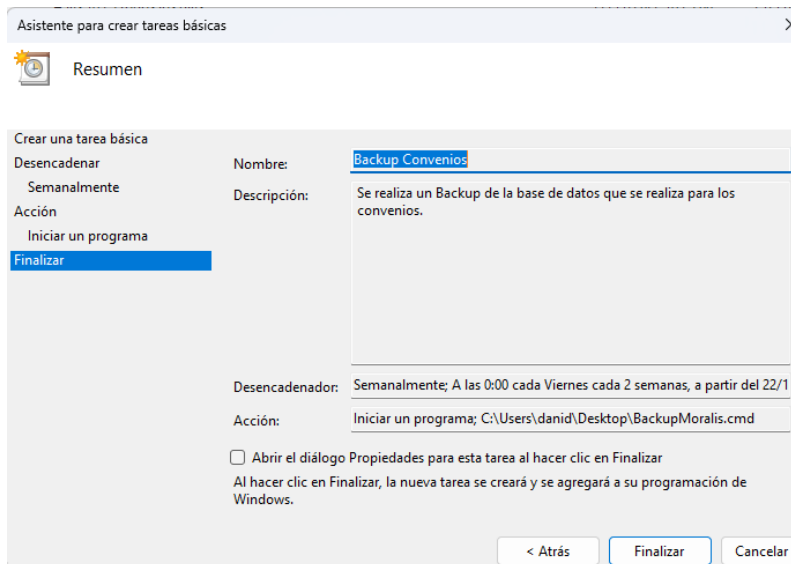 Asistente para crear tareas básicas
Resumen
Crear una tarea básica
Desencadenar
Semanalmente
Acción
Iniciar un programa
Finalizar
Nombre:
Backup Convenios
Descripción:
Se realiza un Backup de la base de datos que se realiza para los
convenios.
Desencadenador:
Semanalmente; A las 0:00 cada Viernes cada 2 semanas, a partir del 22/1
Acción:
Iniciar un programa; C:\Users\danid\Desktop\BackupMoralis.cmd
Abrir el diálogo Propiedades para esta tarea al hacer clic en Finalizar
Al hacer clic en Finalizar, la nueva tarea se creará y se agregará a su programación de
Windows.
< Atrás
Finalizar
Cancelar